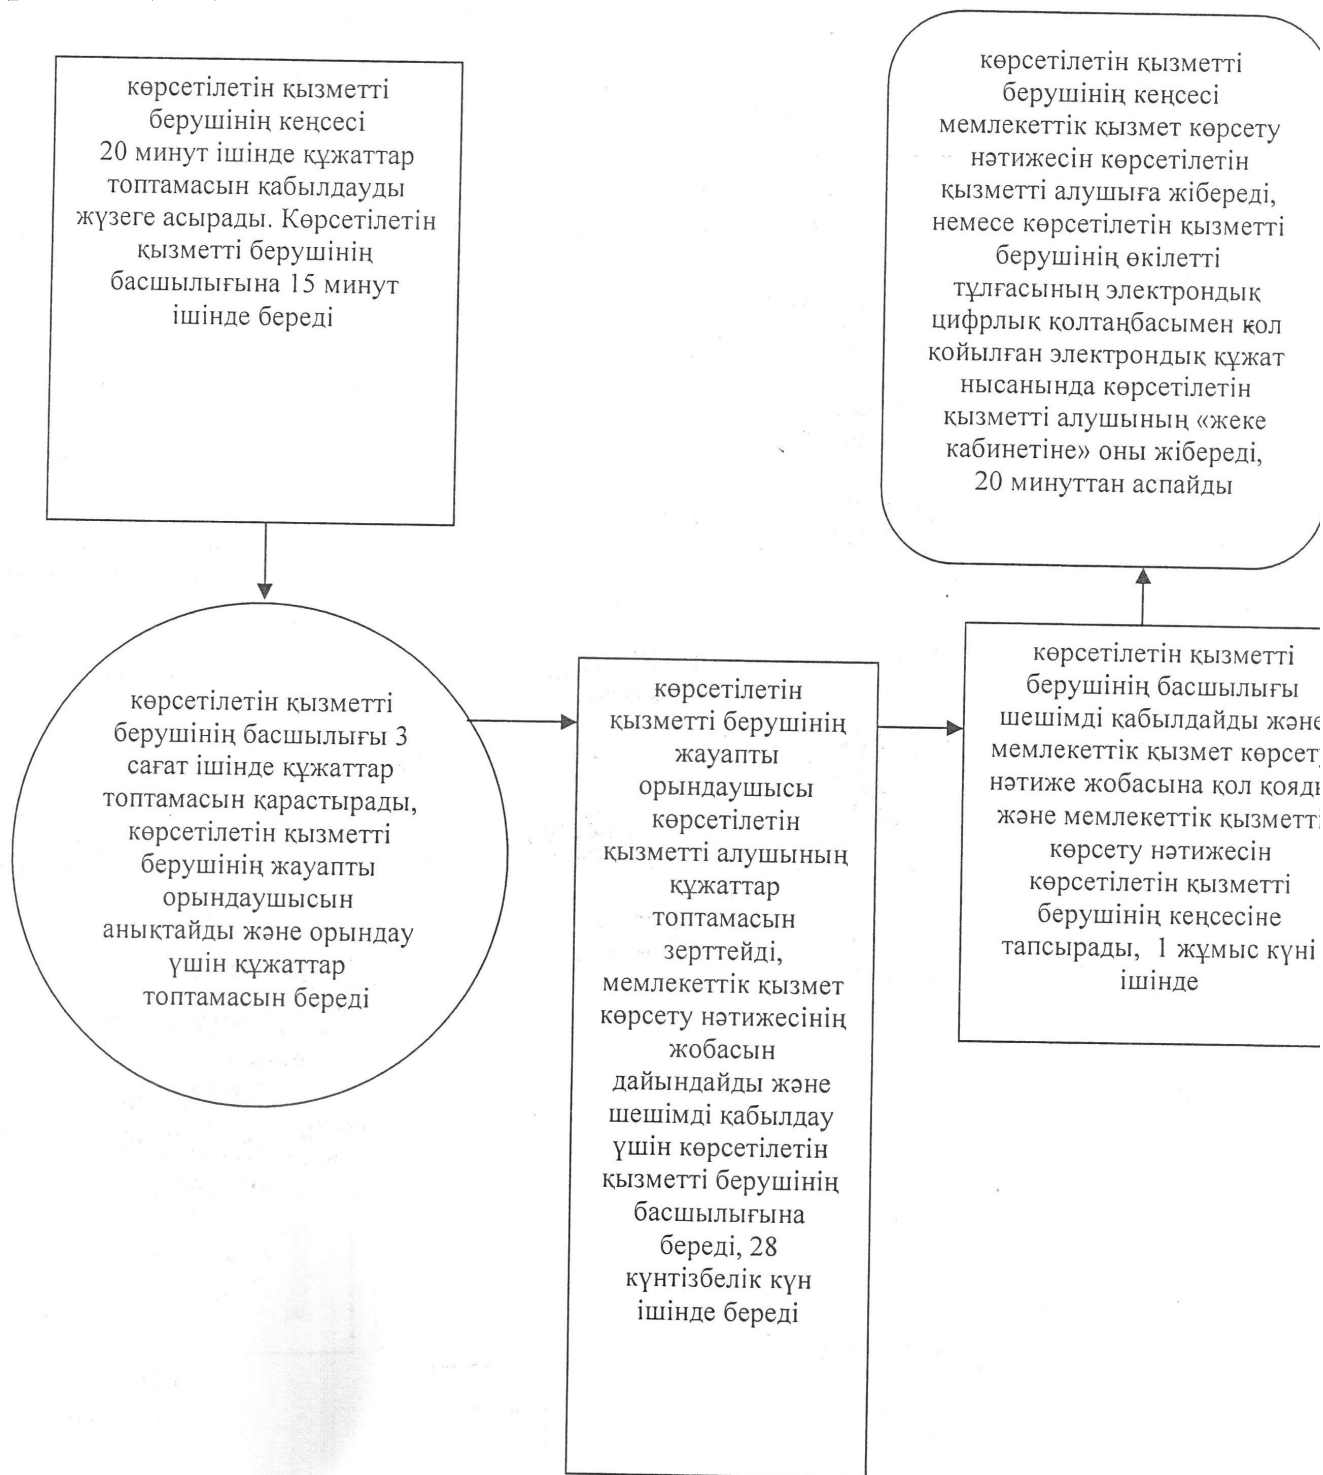 көрсетілетін қызметті
берушінің кеңсесі
20 минут ішінде құжаттар
топтамасын қабылдауды
жүзеге асырады. Көрсетілетін
қызметті берушінің
басшылығына 15 минут
ішінде береді
көрсетілетін қызметті
берушінің басшылығы 3
сағат ішінде құжаттар
топтамасын қарастырады,
көрсетілетін қызметті
берушінің жауапты
орындаушысын
анықтайды және орындау
үшін құжаттар
топтамасын береді
көрсетілетін
қызметті берушінің
жауапты
орындаушысы
көрсетілетін
қызметті алушының
құжаттар
топтамасын
зерттейді,
мемлекеттік қызмет
көрсету нәтижесінің
жобасын
дайындайды және
шешімді қабылдау
үшін көрсетілетін
қызметті берушінің
басшылығына
береді, 28
күнтізбелік күн
ішінде береді
көрсетілетін қызметті
берушінің басшылығы
шешімді қабылдайды және
мемлекеттік қызмет көрсету
нәтиже жобасына қол қояды
және мемлекеттік қызметті
көрсету нәтижесін
көрсетілетін қызметті
берушінің кеңсесіне
тапсырады, 1 жұмыс күні
ішінде
көрсетілетін қызметті
берушінің кеңсесі
мемлекеттік қызмет көрсету
нәтижесін көрсетілетін
қызметті алушыға жібереді,
немесе көрсетілетін қызметті
берушінің өкілетті
тұлғасының электрондық
цифрлық қолтаңбасымен қол
қойылған электрондық құжат
нысанында көрсетілетін
қызметті алушының «жеке
кабинетіне» оны жібереді,
20 минуттан аспайды